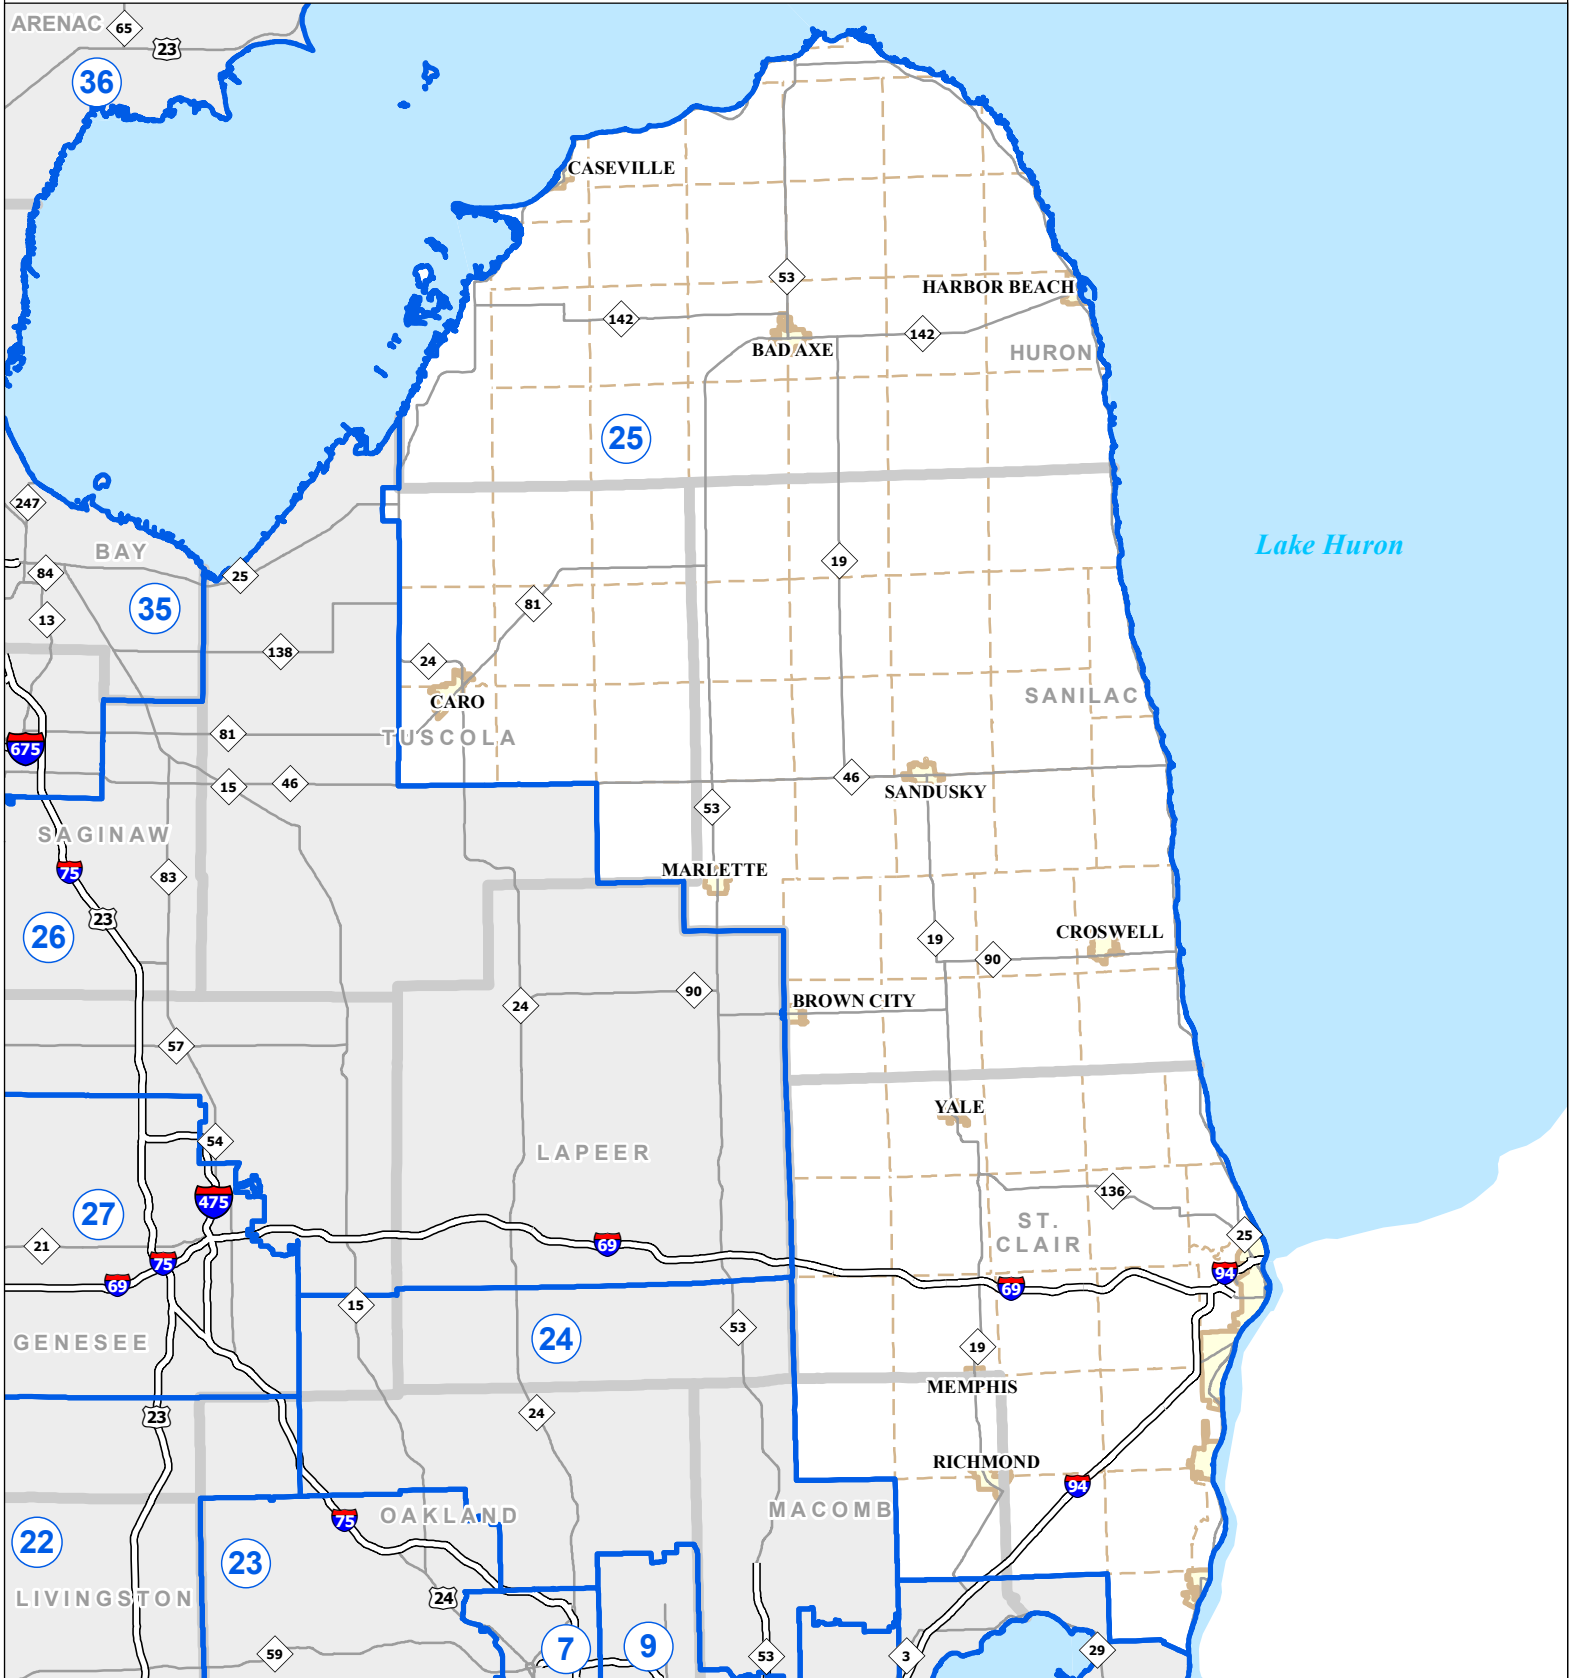 ARENAC
65
23
36
CASEVILLE
53
HARBOR BEACH
142
142
BAD AXE
HURON
25
247
Lake Huron
BAY
84
25
19
35
81
13
138
24
CARO
SANILAC
TUSCOLA
81
675
46
15
46
SANDUSKY
53
SAGINAW
MARLETTE
75
83
23
26
19
CROSWELL
90
90
24
BROWN CITY
57
YALE
54
LAPEER
136
475
27
ST.
CLAIR
25
21
69
75
94
69
69
15
53
24
GENESEE
19
MEMPHIS
24
23
RICHMOND
94
MACOMB
OAKLAND
75
22
23
LIVINGSTON
24
7
9
59
53
3
29